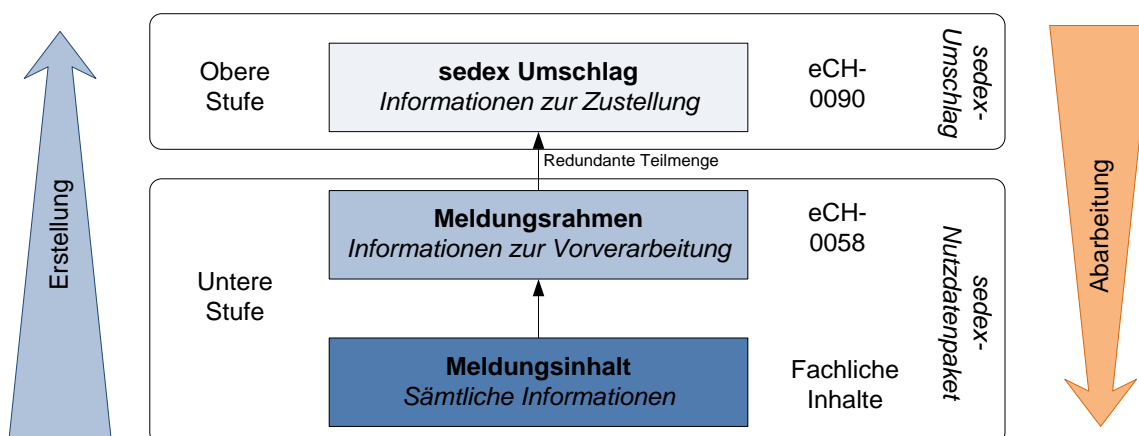 Erstellung
Obere
Stufe
sedex Umschlag
Informationen zur Zustellung
eCH-
0090
sedex-
Umschlag
Redundante Teilmenge
Untere
Stufe
Meldungsrahmen
Informationen zur Vorverarbeitung
eCH-
0058
Meldungsinhalt
Sämtliche Informationen
Fachliche
Inhalte
sedex-
Nutzdatenpaket
Abarbeitung